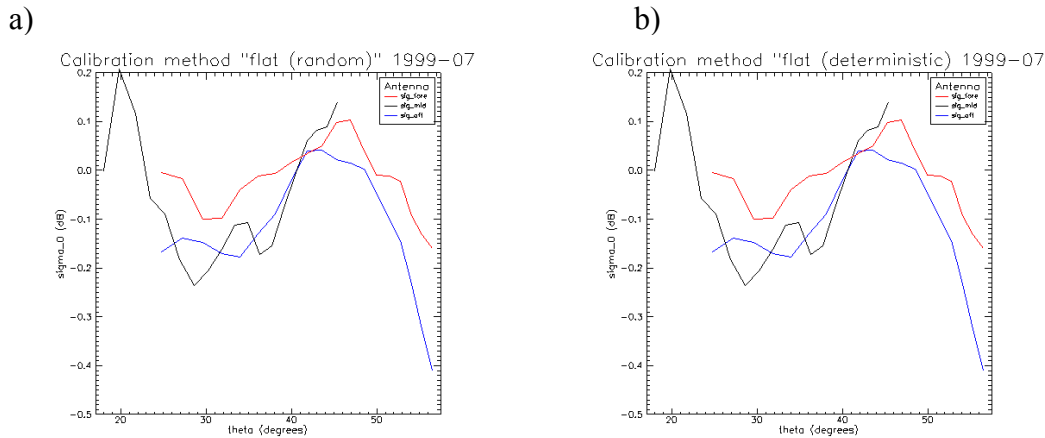 a)
Calibration method "flat (random)" 1999-07
0.2
0.1
0.0
-0.1
-0.2
-0.3
-0.4
-0.5
sigma_0 (dB)
20
30
40
50
theta (degrees)
Antenna
sig_fore
sig_mid
sig_aft
b)
Calibration method "flat (deterministic) 1999-07
0.2
0.1
0.0
-0.1
-0.2
-0.3
-0.4
-0.5
sigma_0 (dB)
20
30
40
50
theta (degrees)
Antenna
sig_fore
sig_mid
sig_aft